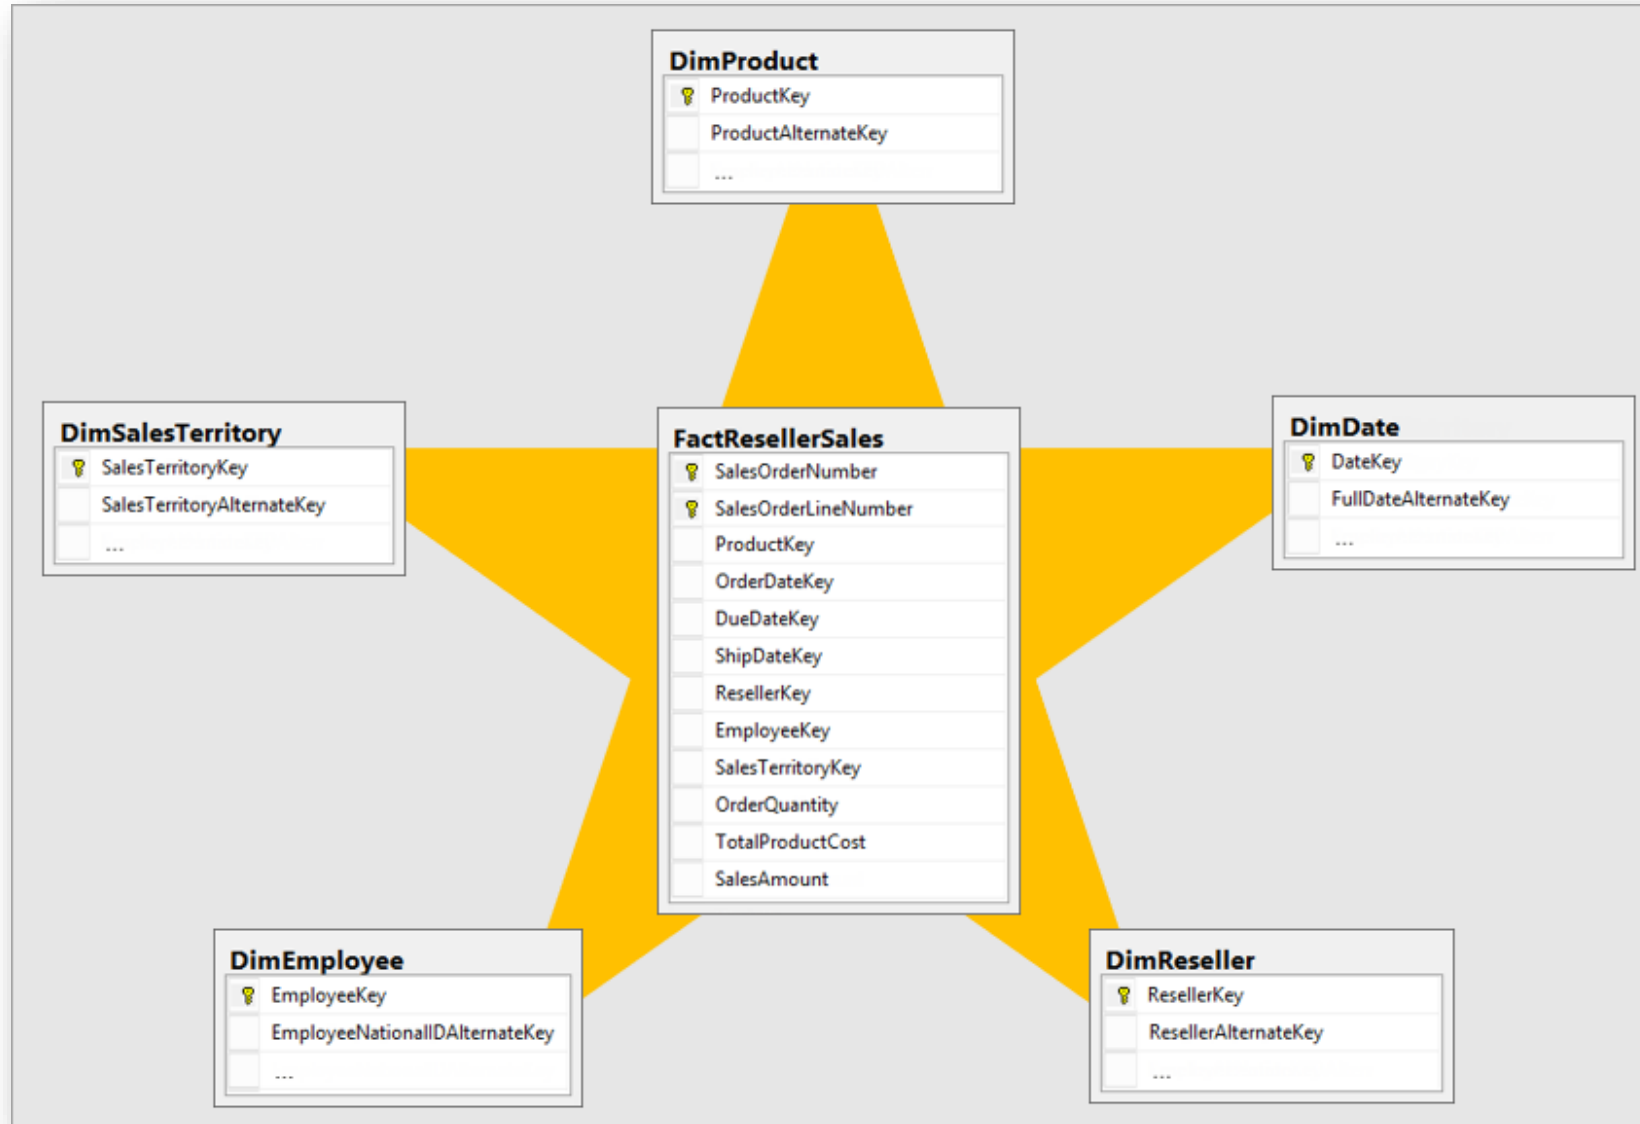 DimProduct
ProductKey
ProductAlternateKey
...
DimSalesTerritory
SalesTerritoryKey
SalesTerritoryAlternateKey
...
FactResellerSales
SalesOrderNumber
SalesOrderLineNumber
ProductKey
OrderDateKey
DueDateKey
ShipDateKey
ResellerKey
EmployeeKey
SalesTerritoryKey
OrderQuantity
TotalProductCost
SalesAmount
DimDate
DateKey
FullDateAlternateKey
...
DimEmployee
EmployeeKey
EmployeeNationalIDAlternateKey
...
DimReseller
ResellerKey
ResellerAlternateKey
...